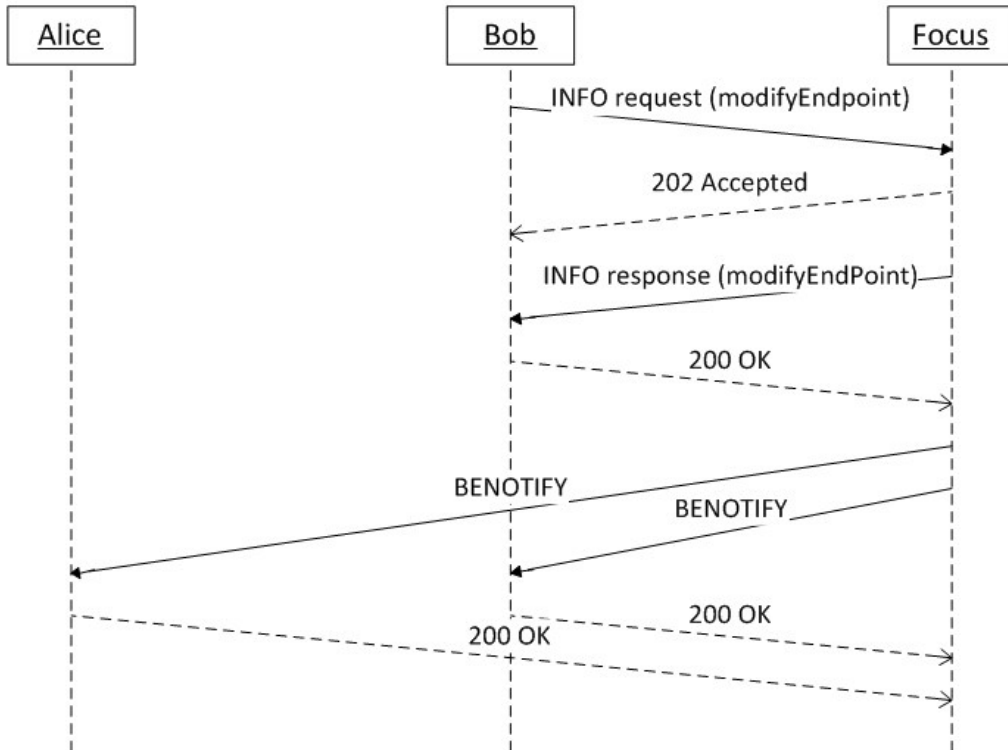 Alice
Bob
Focus
INFO request (modifyEndpoint)
202 Accepted
INFO response (modifyEndPoint)
200 OK
BENOTIFY
BENOTIFY
200 OK
200 OK